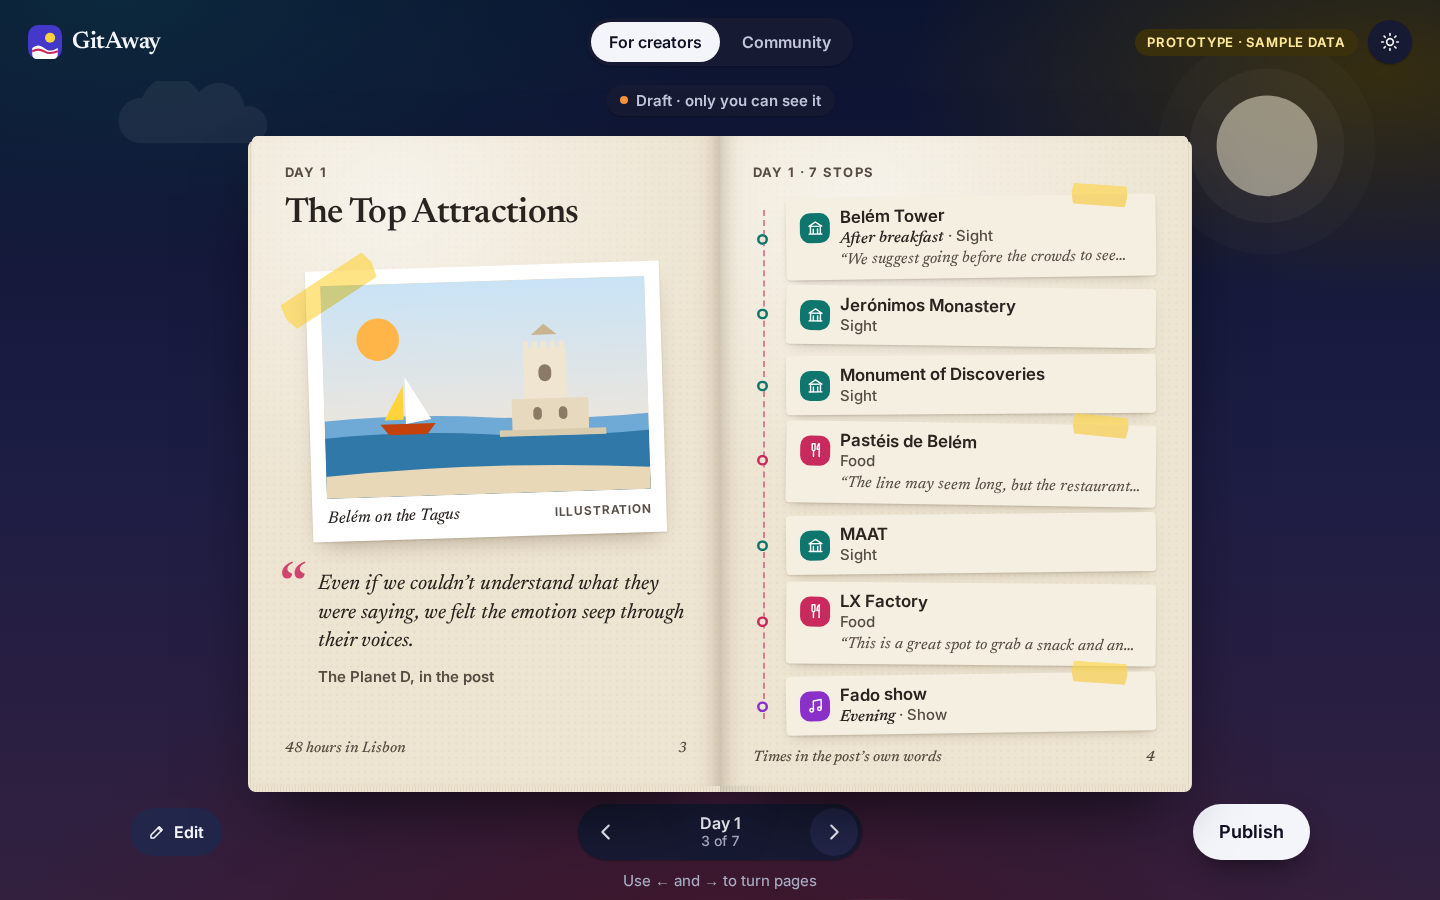 GitAway
For creators
Community
PROTOTYPE · SAMPLE DATA
Draft · only you can see it
DAY 1
The Top Attractions
Belém on the Tagus
ILLUSTRATION
“
Even if we couldn’t understand what they
were saying, we felt the emotion seep through
their voices.
The Planet D, in the post
48 hours in Lisbon
3
DAY 1 · 7 STOPS
Belém Tower
After breakfast · Sight
“We suggest going before the crowds to see…
Jerónimos Monastery
Sight
Monument of Discoveries
Sight
Pastéis de Belém
Food
“The line may seem long, but the restaurant…
MAAT
Sight
LX Factory
Food
“This is a great spot to grab a snack and an…
Fado show
Evening · Show
Times in the post’s own words
4
Edit
Day 1
3 of 7
Publish
Use ← and → to turn pages